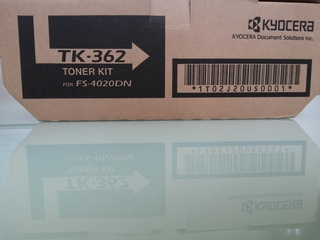 TK-362
TONER KIT
FOR FS-4020DN
KYOCERA
KYOCERA Document Solutions Inc.
*1T02J20US0001*